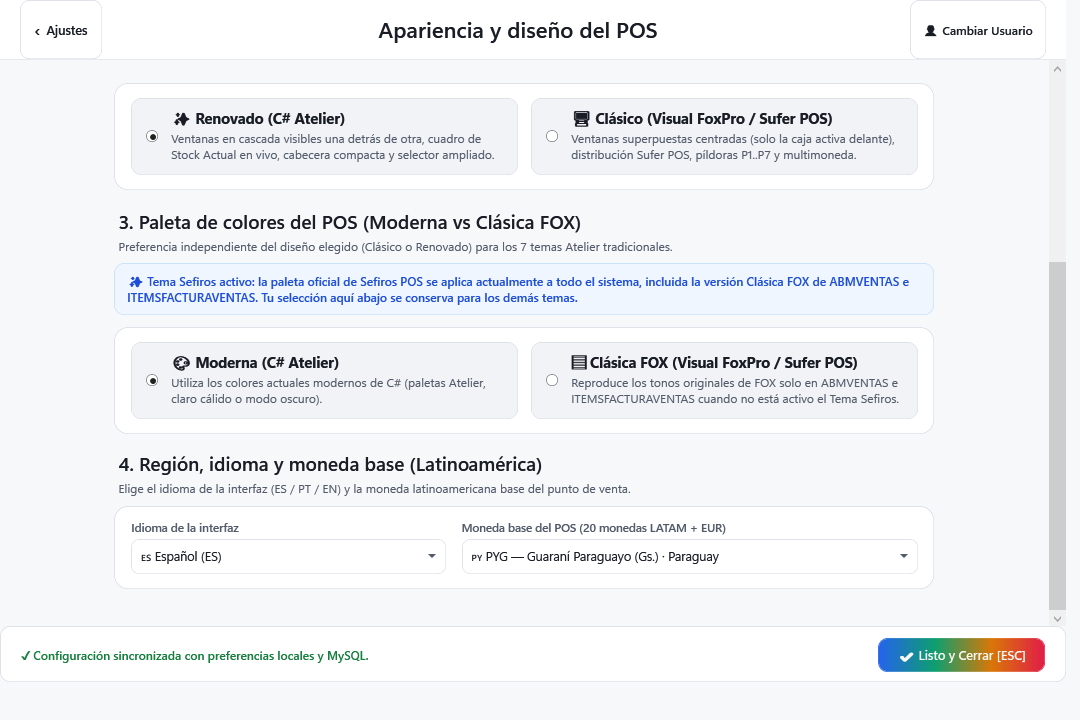 ‹ Ajustes
Apariencia y diseño del POS
Cambiar Usuario
Renovado (C# Atelier)
Ventanas en cascada visibles una detrás de otra, cuadro de
Stock Actual en vivo, cabecera compacta y selector ampliado.
Clásico (Visual FoxPro / Sufer POS)
Ventanas superpuestas centradas (solo la caja activa delante),
distribución Sufer POS, píldoras P1..P7 y multimoneda.
3. Paleta de colores del POS (Moderna vs Clásica FOX)
Preferencia independiente del diseño elegido (Clásico o Renovado) para los 7 temas Atelier tradicionales.
Tema Sefiros activo: la paleta oficial de Sefiros POS se aplica actualmente a todo el sistema, incluida la versión Clásica FOX de ABMVENTAS e
ITEMSFACTURAVENTAS. Tu selección aquí abajo se conserva para los demás temas.
Moderna (C# Atelier)
Utiliza los colores actuales modernos de C# (paletas Atelier,
claro cálido o modo oscuro).
Clásica FOX (Visual FoxPro / Sufer POS)
Reproduce los tonos originales de FOX solo en ABMVENTAS e
ITEMSFACTURAVENTAS cuando no está activo el Tema Sefiros.
4. Región, idioma y moneda base (Latinoamérica)
Elige el idioma de la interfaz (ES / PT / EN) y la moneda latinoamericana base del punto de venta.
Idioma de la interfaz
Moneda base del POS (20 monedas LATAM + EUR)
ES Español (ES)
PY PYG — Guaraní Paraguayo (Gs.) · Paraguay
✓ Configuración sincronizada con preferencias locales y MySQL.
✔ Listo y Cerrar [ESC]